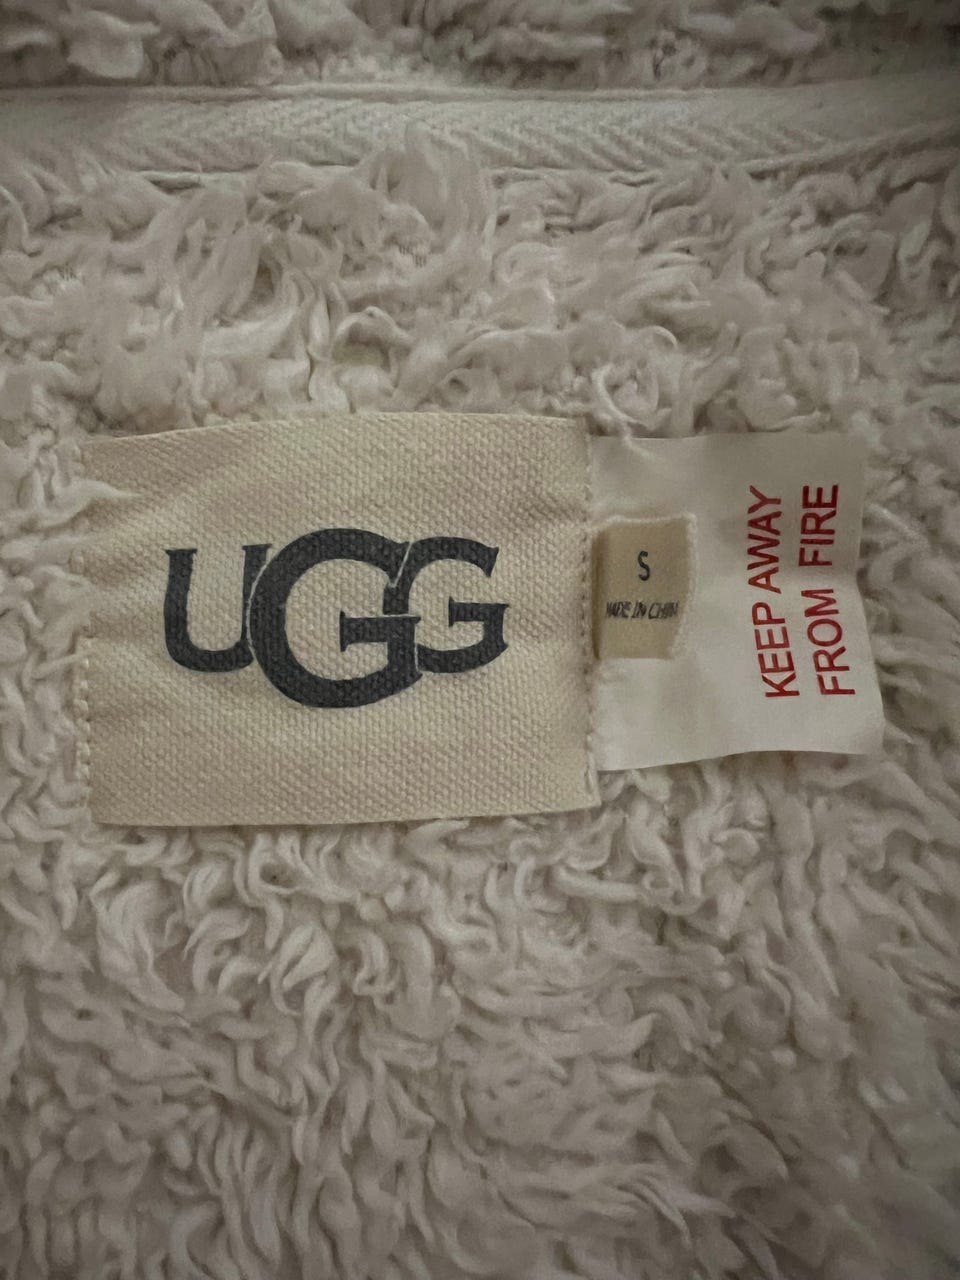 UGG
S
MADE IN CHINA
KEEP AWAY
FROM FIRE